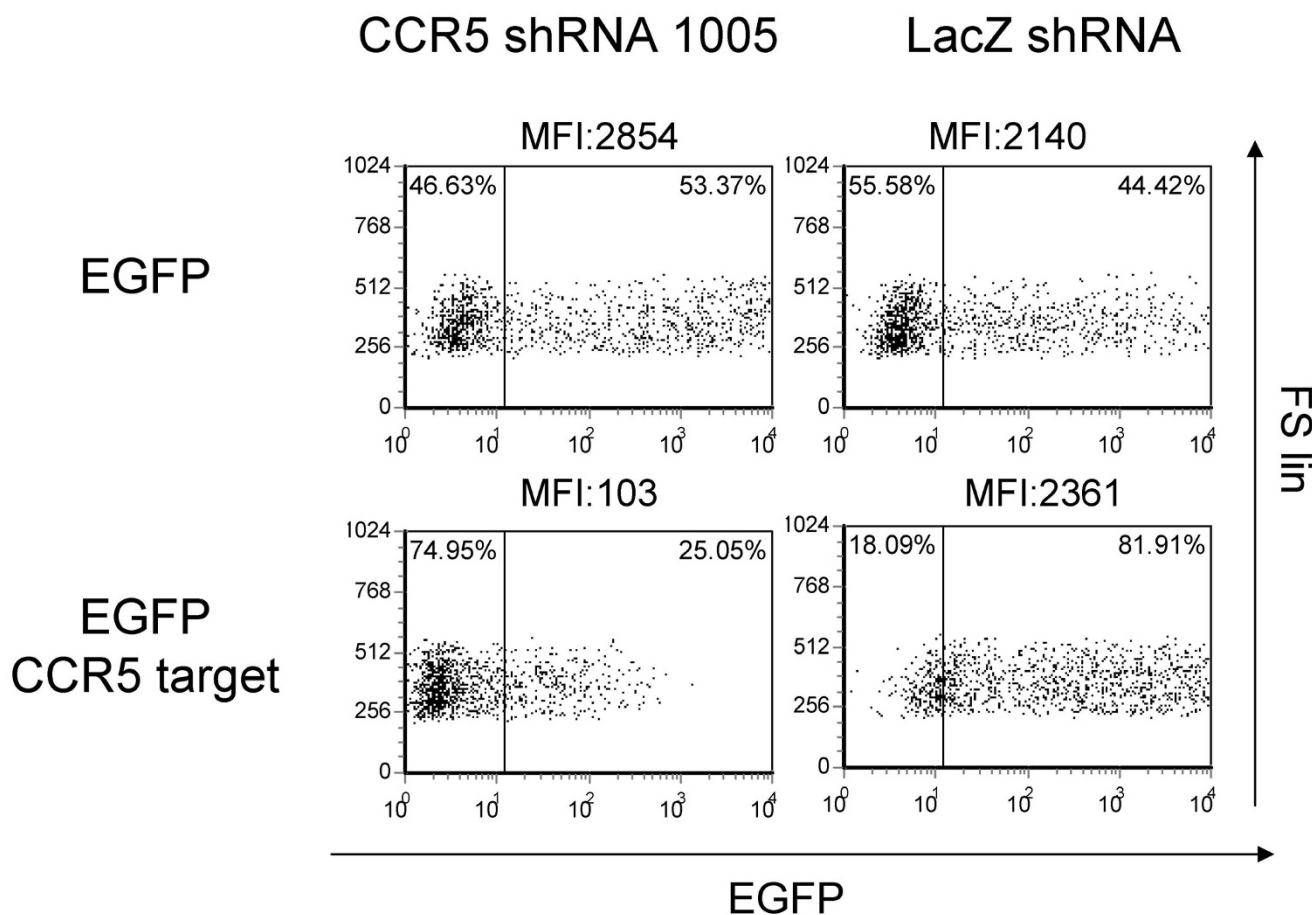 CCR5 shRNA 1005 LacZ shRNA
MFI:2854 MFI:2140
EGFP
1024
768
512
256
0
46.63% 53.37%
10⁰ 10¹ 10² 10³ 10⁴
1024
768
512
256
0
55.58% 44.42%
10⁰ 10¹ 10² 10³ 10⁴
MFI:103 MFI:2361
EGFP
CCR5 target
1024
768
512
256
0
74.95% 25.05%
10⁰ 10¹ 10² 10³ 10⁴
1024
768
512
256
0
18.09% 81.91%
10⁰ 10¹ 10² 10³ 10⁴
FS lin
EGFP